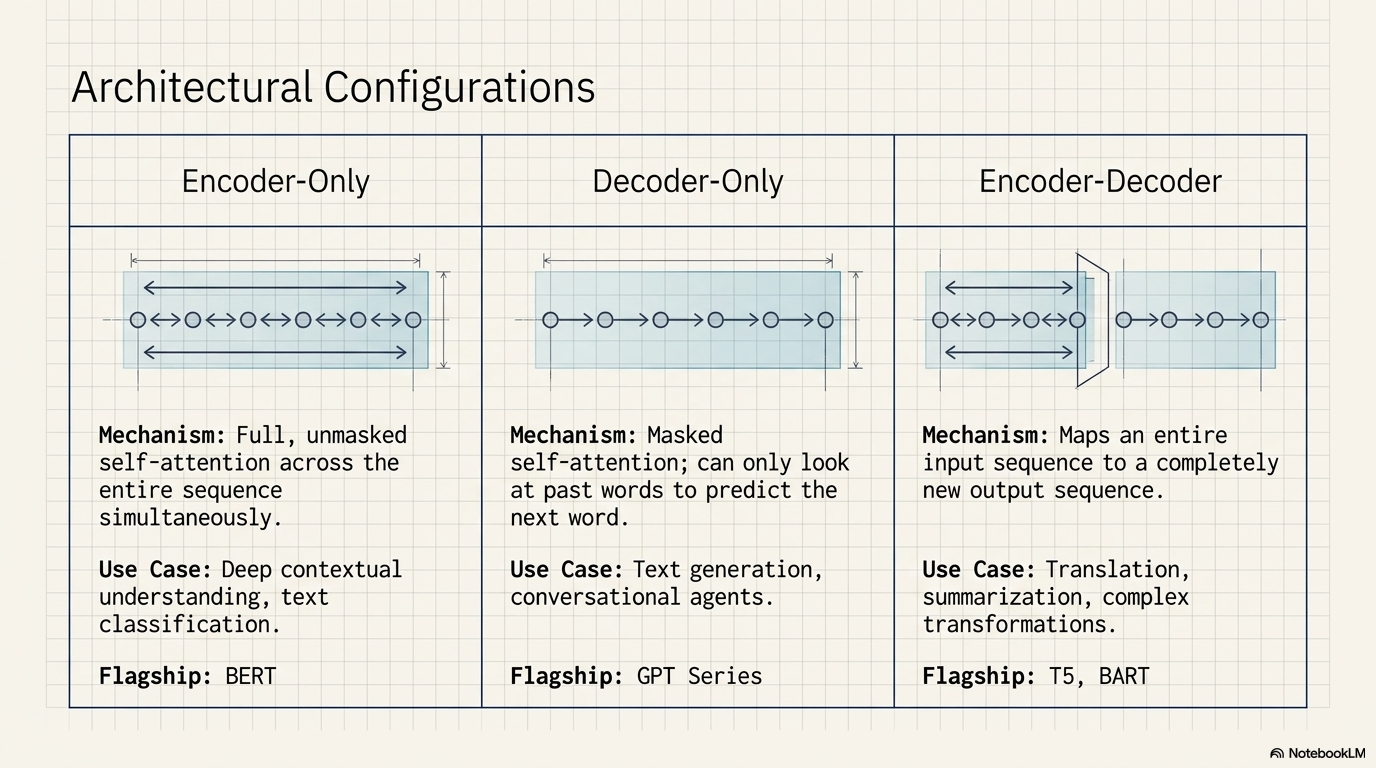 Architectural Configurations
Encoder-Only
Decoder-Only
Encoder-Decoder
Mechanism: Full, unmasked
self-attention across the
entire sequence
simultaneously.
Use Case: Deep contextual
understanding, text
classification.
Flagship: BERT
Mechanism: Masked
self-attention; can only look
at past words to predict the
next word.
Use Case: Text generation,
conversational agents.
Flagship: GPT Series
Mechanism: Maps an entire
input sequence to a completely
new output sequence.
Use Case: Translation,
summarization, complex
transformations.
Flagship: T5, BART
NotebookLM